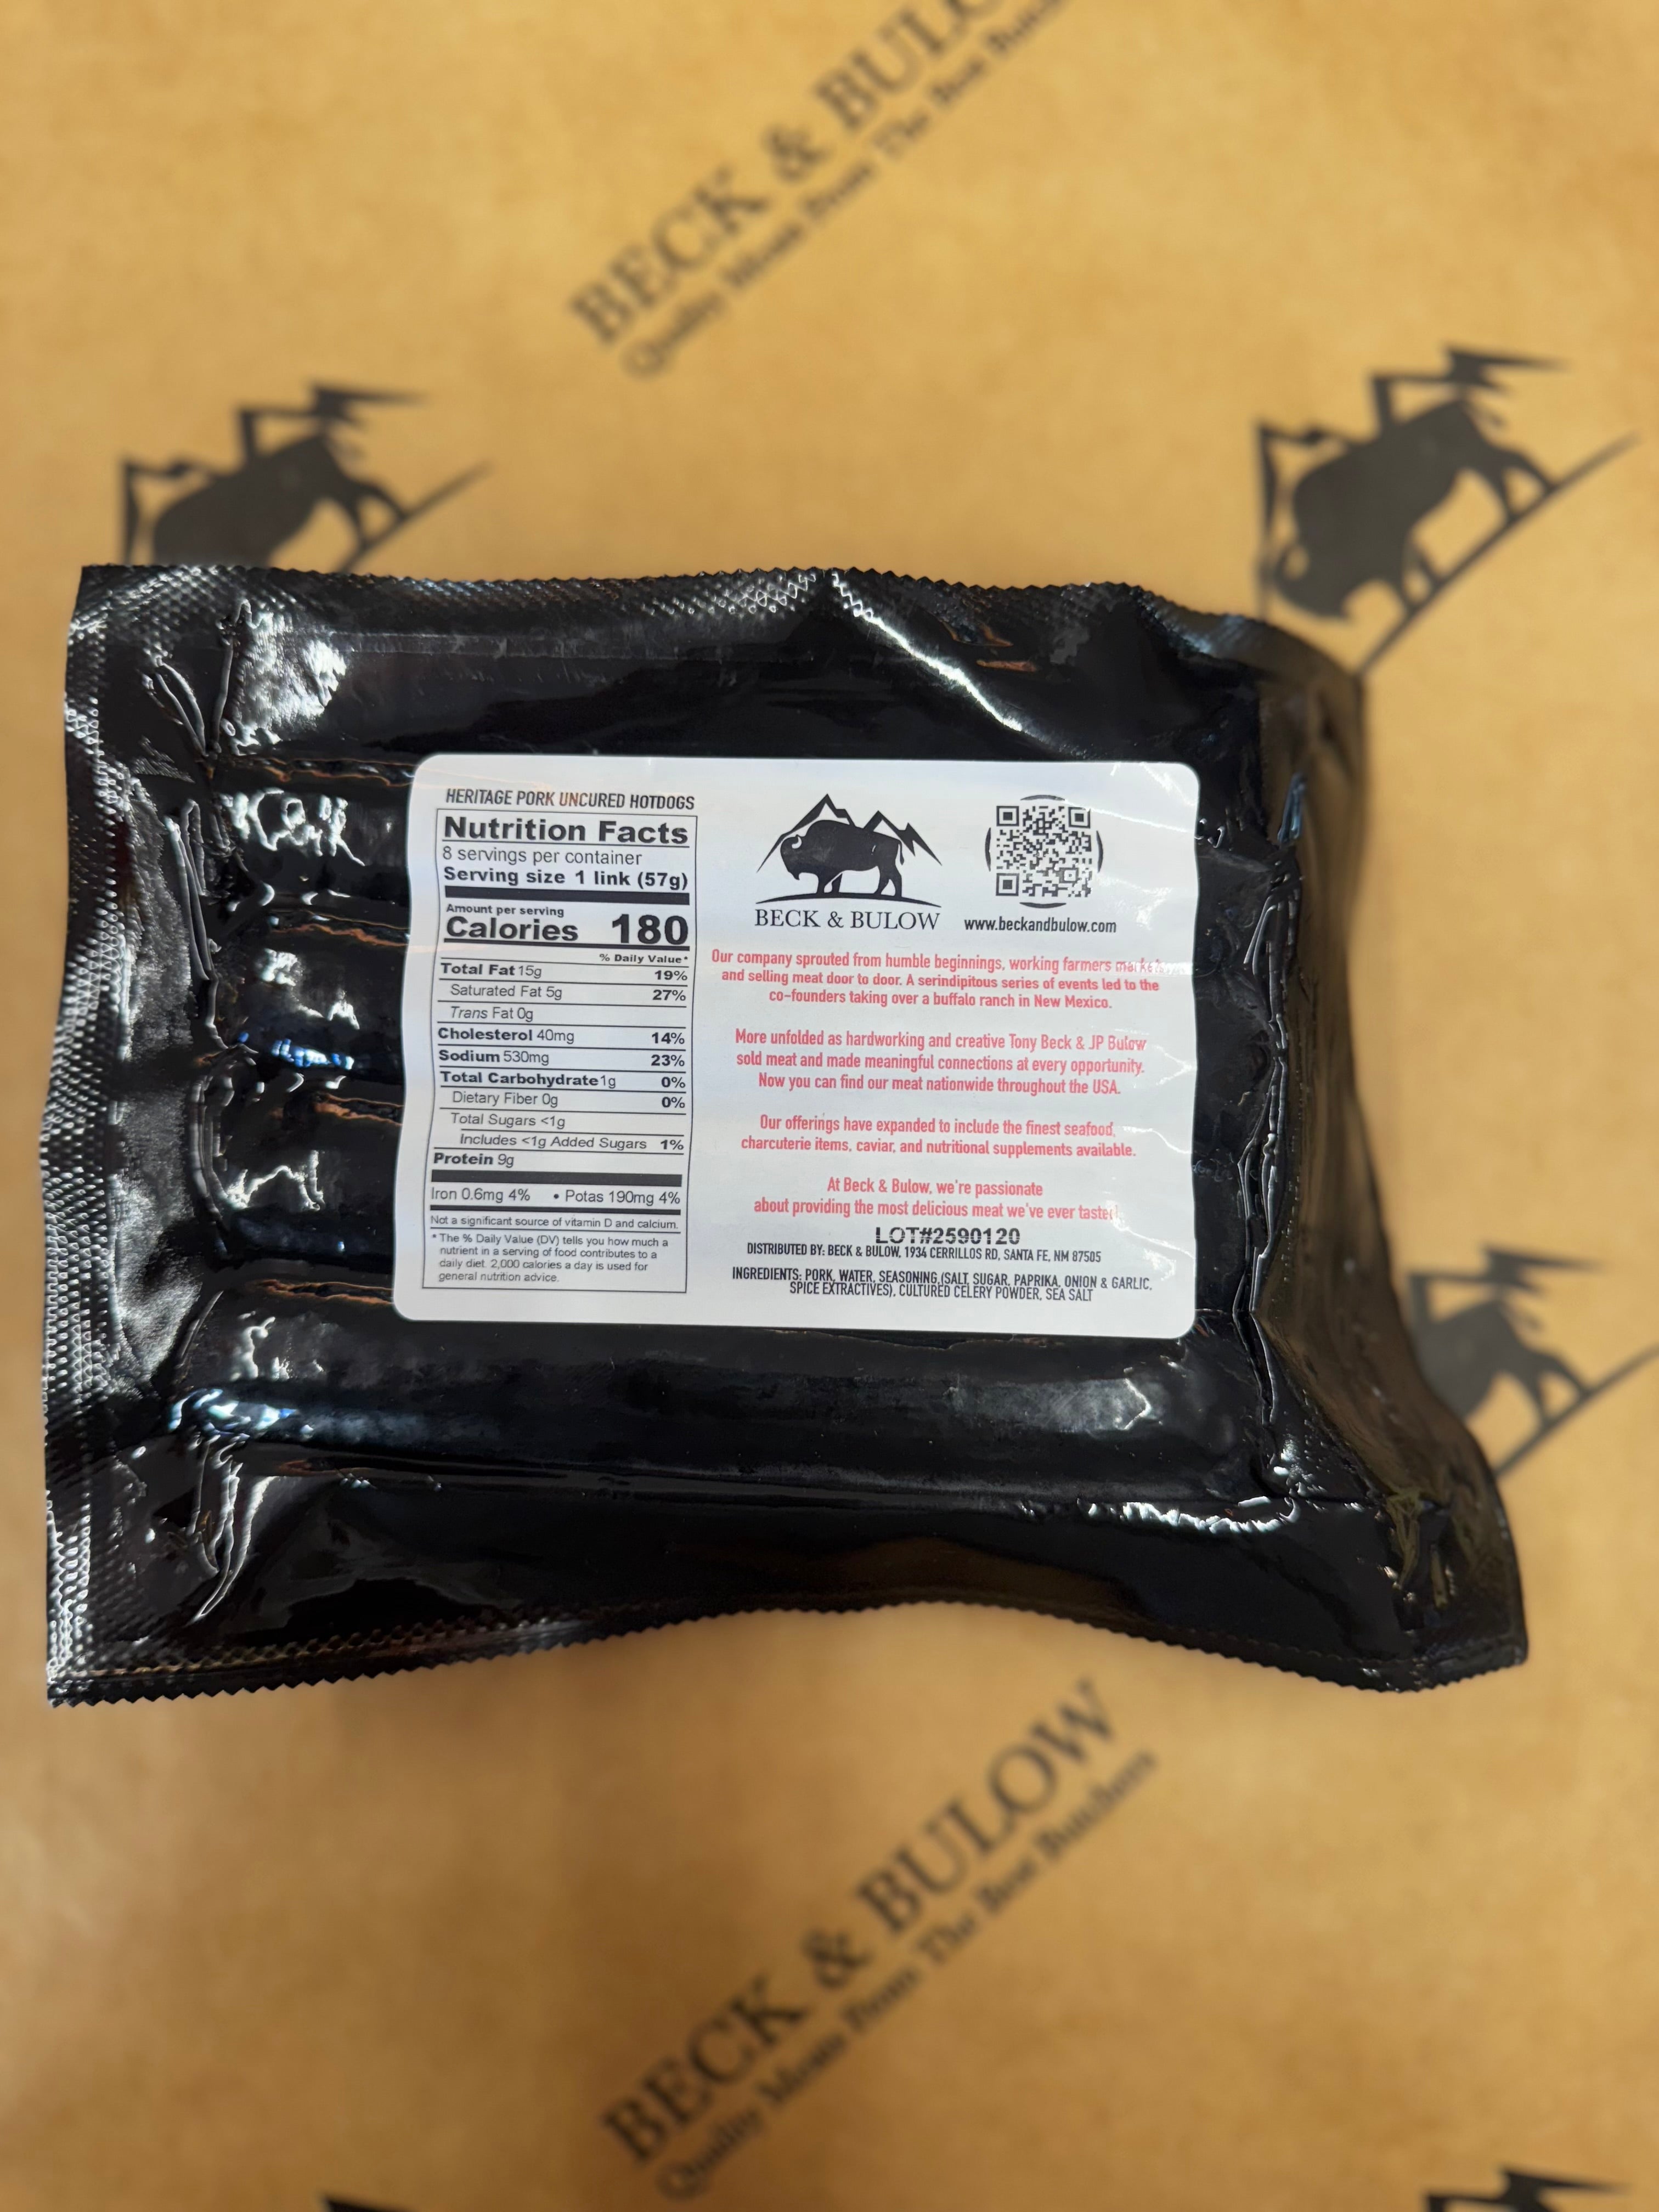 BECK & BULOW
Quality Meats From The Best Butchers
HERITAGE PORK UNCURED HOTDOGS
Nutrition Facts
8 servings per container
Serving size 1 link (57g)
Amount per serving
Calories 180
% Daily Value*
Total Fat 15g 19%
Saturated Fat 5g 27%
Trans Fat 0g
Cholesterol 40mg 14%
Sodium 530mg 23%
Total Carbohydrate 1g 0%
Dietary Fiber 0g 0%
Total Sugars <1g
Includes <1g Added Sugars 1%
Protein 9g
Iron 0.6mg 4% • Potas 190mg 4%
Not a significant source of vitamin D and calcium.
* The % Daily Value (DV) tells you how much a
nutrient in a serving of food contributes to a
daily diet. 2,000 calories a day is used for
general nutrition advice.
BECK & BULOW
www.beckandbulow.com
Our company sprouted from humble beginnings, working farmers markets
and selling meat door to door. A serindipitous series of events led to the
co-founders taking over a buffalo ranch in New Mexico.
More unfolded as hardworking and creative Tony Beck & JP Bulow
sold meat and made meaningful connections at every opportunity.
Now you can find our meat nationwide throughout the USA.
Our offerings have expanded to include the finest seafood,
charcuterie items, caviar, and nutritional supplements available.
At Beck & Bulow, we're passionate
about providing the most delicious meat we've ever tasted.
LOT#2590120
DISTRIBUTED BY: BECK & BULOW, 1934 CERRILLOS RD, SANTA FE, NM 87505
INGREDIENTS: PORK, WATER, SEASONING (SALT, SUGAR, PAPRIKA, ONION & GARLIC,
SPICE EXTRACTIVES), CULTURED CELERY POWDER, SEA SALT
BECK & BULOW
Quality Meats From The Best Butchers